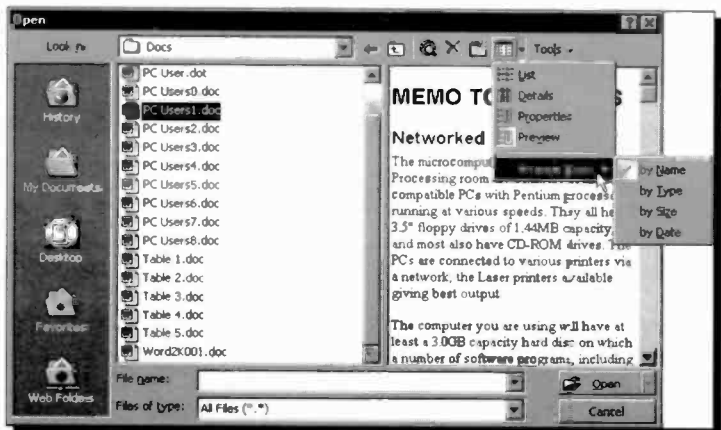 Open
Look in
Docs
Tools
History
My Documents
Desktop
Favorites
Web Folders
PC User.dot
PC Users0.doc
PC Users1.doc
PC Users2.doc
PC Users3.doc
PC Users4.doc
PC Users5.doc
PC Users6.doc
PC Users7.doc
PC Users8.doc
Table 1.doc
Table 2.doc
Table 3.doc
Table 4.doc
Table 5.doc
Word2K001.doc
List
Details
Properties
Preview
by Name
by Type
by Size
by Date
MEMO TO
S
Networked
The
Processing room
compatible PCs with Pentium
running at various speeds. They all
3.5" floppy drives of 1.44MB capacity,
and most also have CD-ROM drives. The
PCs are connected to various printers via
a network, the Laser printers available
giving best output
The computer you are using will have at
least a 3.0GB capacity hard disc on which
a number of software programs, including
File name:
Open
Files of type:
All Files (*.*)
Cancel